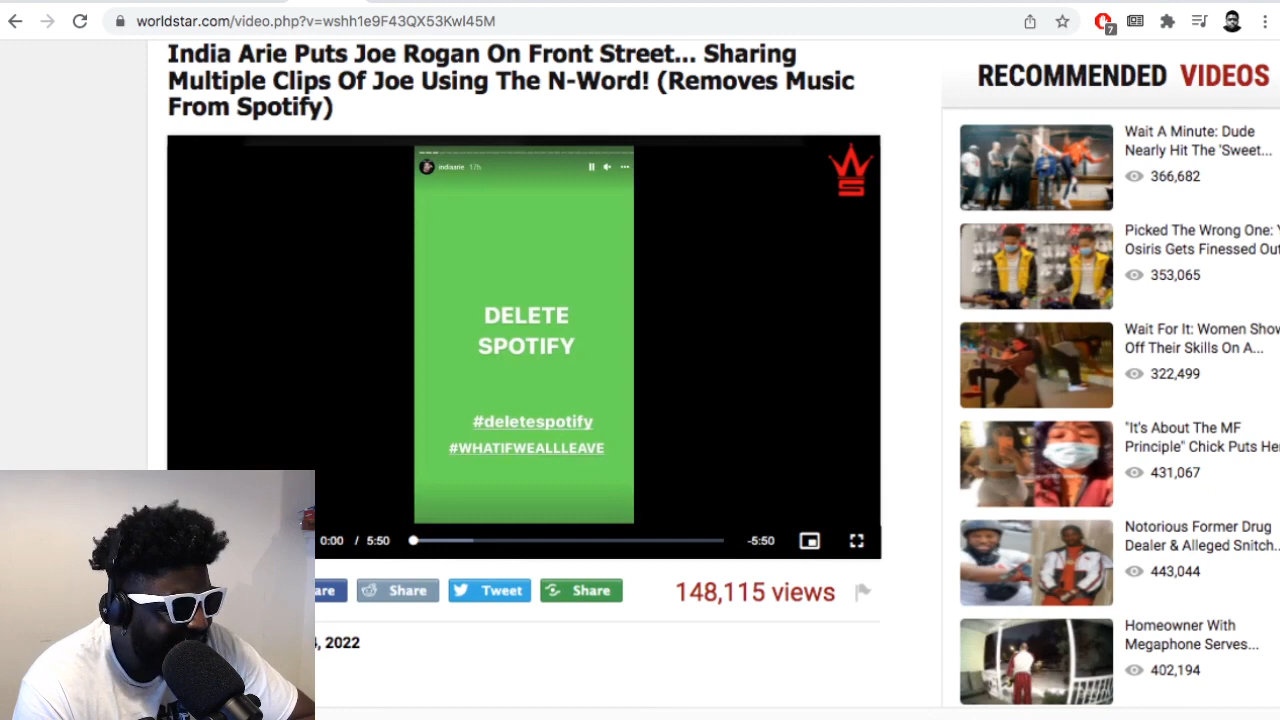 worldstar.com/video.php?v=wshh1e9F43QX53KwI45M
7
India Arie Puts Joe Rogan On Front Street... Sharing
Multiple Clips Of Joe Using The N-Word! (Removes Music
From Spotify)
indiaarie 17h
DELETE
SPOTIFY
#deletespotify
#WHATIFWEALLLEAVE
0:00 / 5:50
-5:50
are
Share
Tweet
Share
148,115 views
, 2022
RECOMMENDED VIDEOS
Wait A Minute: Dude
Nearly Hit The 'Sweet...
366,682
Picked The Wrong One:
Osiris Gets Finessed Out
353,065
Wait For It: Women Show
Off Their Skills On A...
322,499
"It's About The MF
Principle" Chick Puts Her
431,067
Notorious Former Drug
Dealer & Alleged Snitch...
443,044
Homeowner With
Megaphone Serves...
402,194